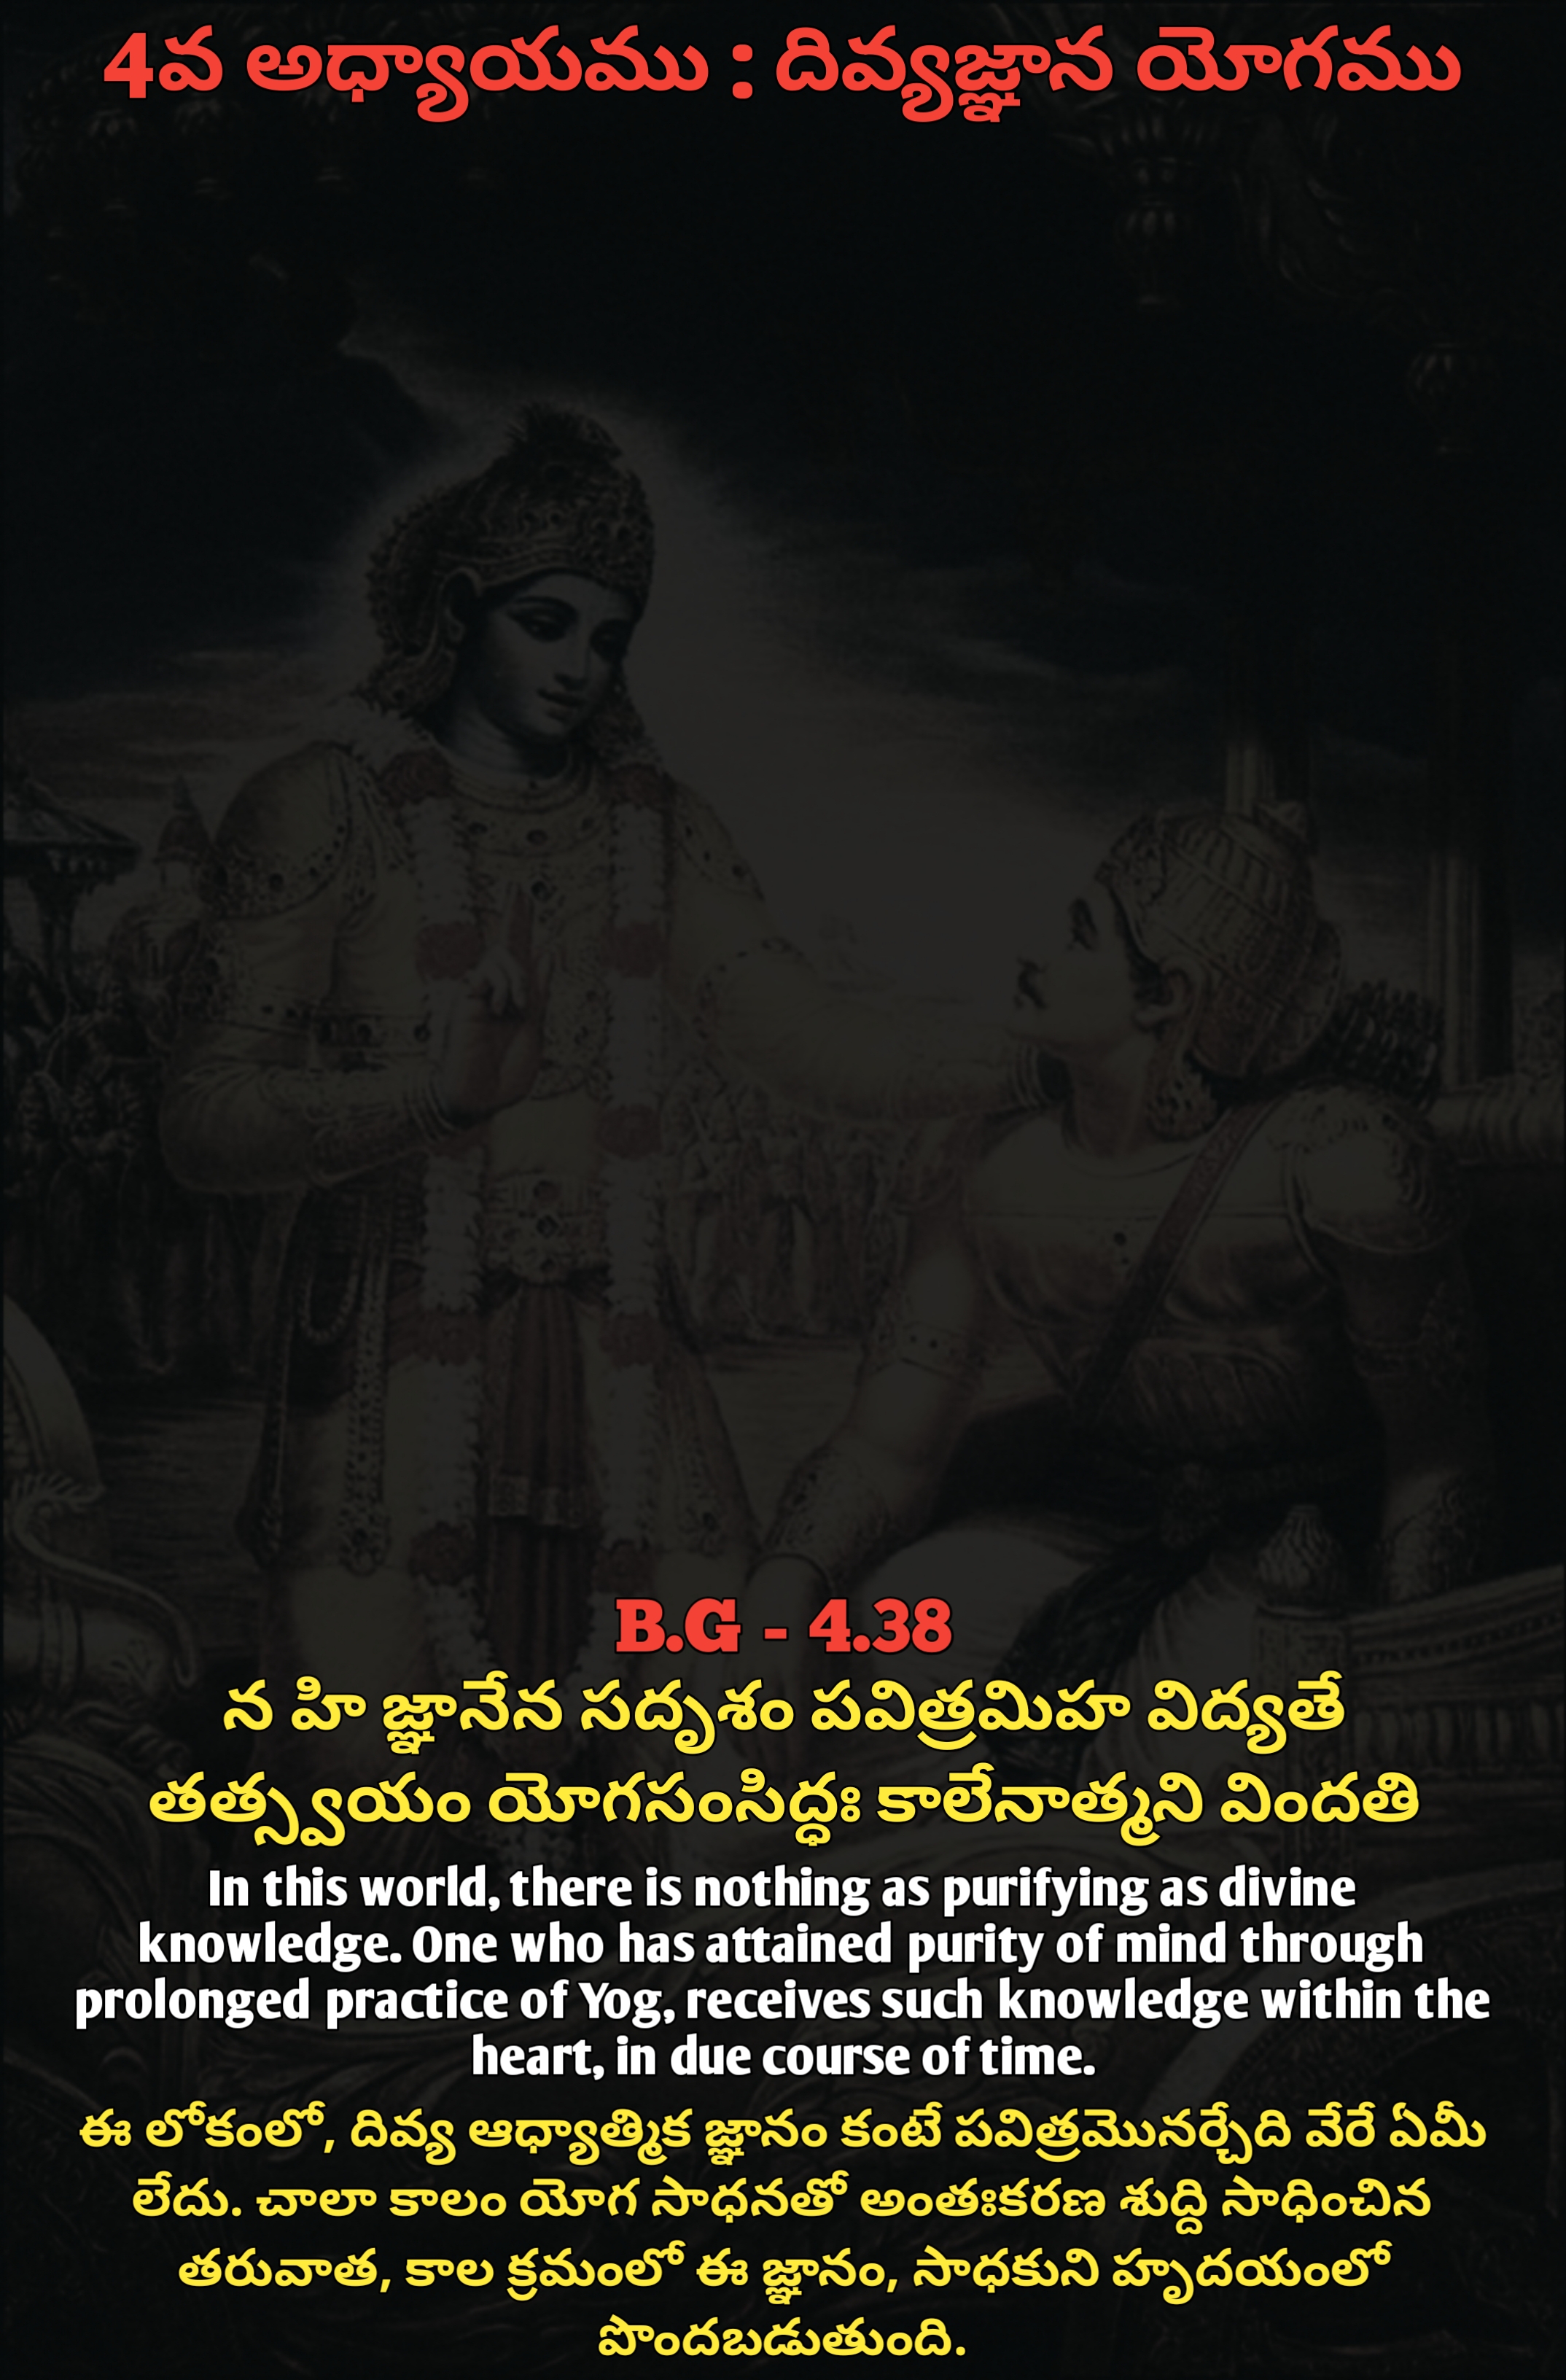 4వ అధ్యాయము : దివ్యజ్ఞాన యోగము
B.G - 4.38
న హి జ్ఞానేన సదృశం పవిత్రమిహ విద్యతే
తత్స్వయం యోగసంసిద్ధః కాలేనాత్మని విందతి
In this world, there is nothing as purifying as divine
knowledge. One who has attained purity of mind through
prolonged practice of Yog, receives such knowledge within the
heart, in due course of time.
ఈ లోకంలో, దివ్య ఆధ్యాత్మిక జ్ఞానం కంటే పవిత్రమొనర్చేది వేరే ఏమీ
లేదు. చాలా కాలం యోగ సాధనతో అంతఃకరణ శుద్ది సాధించిన
తరువాత, కాల క్రమంలో ఈ జ్ఞానం, సాధకుని హృదయంలో
పొందబడుతుంది.